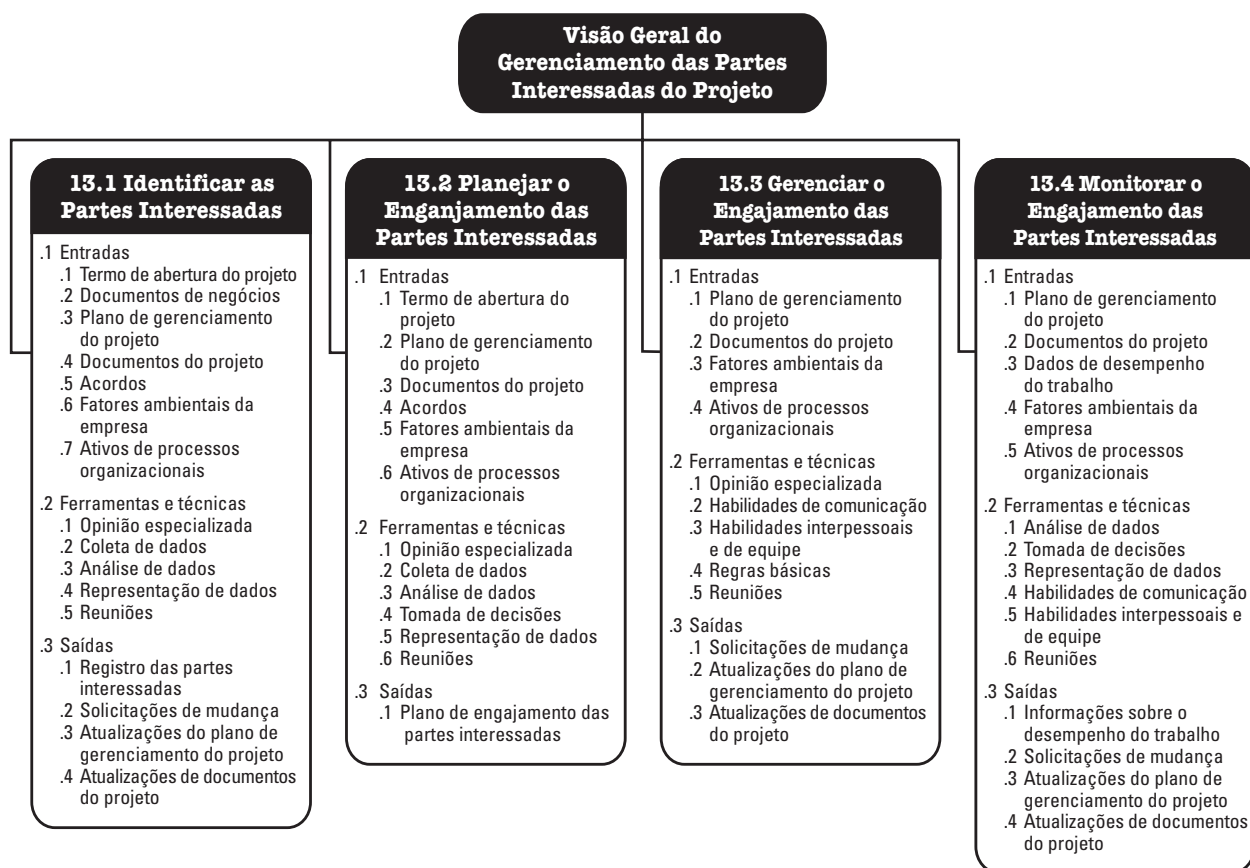 Visão Geral do
Gerenciamento das Partes
Interessadas do Projeto
13.1 Identificar as
Partes Interessadas
.1 Entradas
.1 Termo de abertura do projeto
.2 Documentos de negócios
.3 Plano de gerenciamento
do projeto
.4 Documentos do projeto
.5 Acordos
.6 Fatores ambientais da
empresa
.7 Ativos de processos
organizacionais
.2 Ferramentas e técnicas
.1 Opinião especializada
.2 Coleta de dados
.3 Análise de dados
.4 Representação de dados
.5 Reuniões
.3 Saídas
.1 Registro das partes
interessadas
.2 Solicitações de mudança
.3 Atualizações do plano de
gerenciamento do projeto
.4 Atualizações de documentos
do projeto
13.2 Planejar o
Enganjamento das
Partes Interessadas
.1 Entradas
.1 Termo de abertura do
projeto
.2 Plano de gerenciamento
do projeto
.3 Documentos do projeto
.4 Acordos
.5 Fatores ambientais da
empresa
.6 Ativos de processos
organizacionais
.2 Ferramentas e técnicas
.1 Opinião especializada
.2 Coleta de dados
.3 Análise de dados
.4 Tomada de decisões
.5 Representação de dados
.6 Reuniões
.3 Saídas
.1 Plano de engajamento das
partes interessadas
13.3 Gerenciar o
Engajamento das
Partes Interessadas
.1 Entradas
.1 Plano de gerenciamento
do projeto
.2 Documentos do projeto
.3 Fatores ambientais da
empresa
.4 Ativos de processos
organizacionais
.2 Ferramentas e técnicas
.1 Opinião especializada
.2 Habilidades de comunicação
.3 Habilidades interpessoais
e de equipe
.4 Regras básicas
.5 Reuniões
.3 Saídas
.1 Solicitações de mudança
.2 Atualizações do plano de
gerenciamento do projeto
.3 Atualizações de documentos
do projeto
13.4 Monitorar o
Engajamento das
Partes Interessadas
.1 Entradas
.1 Plano de gerenciamento
do projeto
.2 Documentos do projeto
.3 Dados de desempenho
do trabalho
.4 Fatores ambientais da
empresa
.5 Ativos de processos
organizacionais
.2 Ferramentas e técnicas
.1 Análise de dados
.2 Tomada de decisões
.3 Representação de dados
.4 Habilidades de comunicação
.5 Habilidades interpessoais e
de equipe
.6 Reuniões
.3 Saídas
.1 Informações sobre o
desempenho do trabalho
.2 Solicitações de mudança
.3 Atualizações do plano de
gerenciamento do projeto
.4 Atualizações de documentos
do projeto